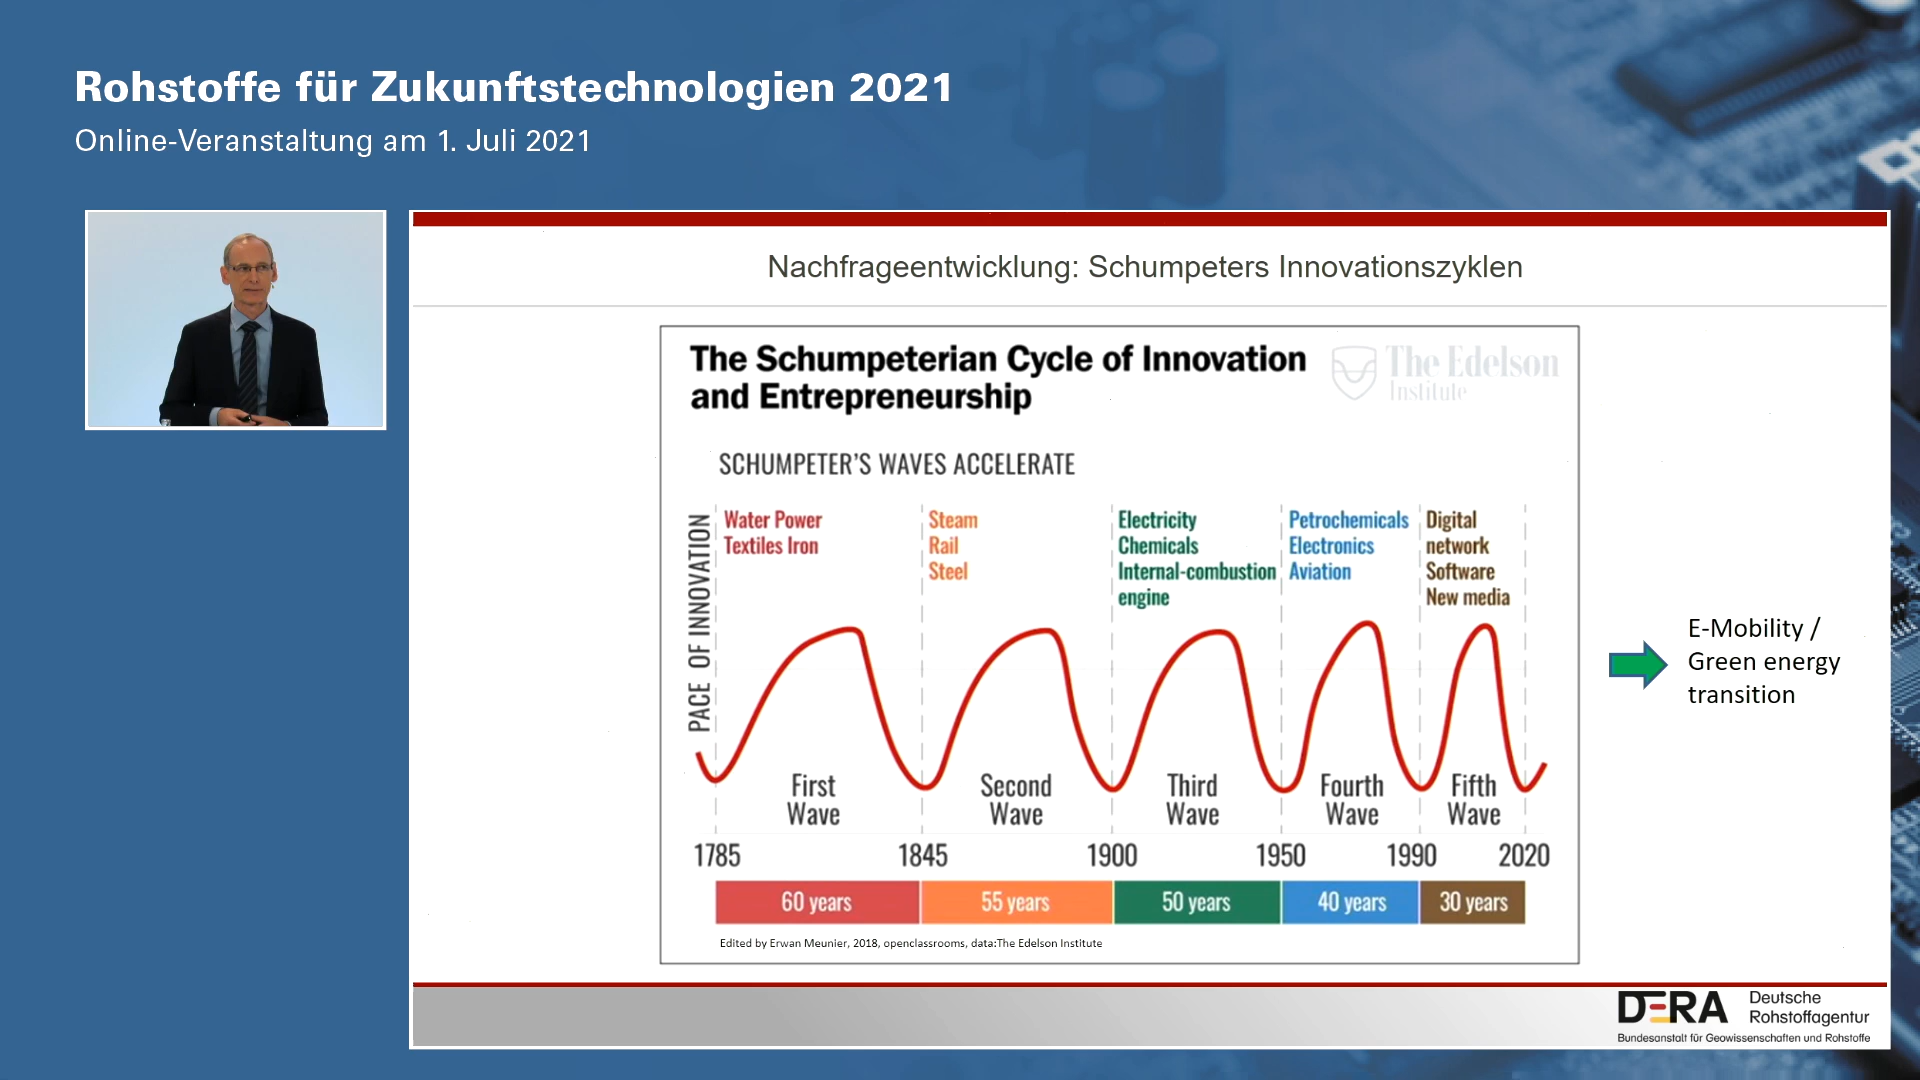 Rohstoffe für Zukunftstechnologien 2021
Online-Veranstaltung am 1. Juli 2021
Nachfrageentwicklung: Schumpeters Innovationszyklen
The Schumpeterian Cycle of Innovation
and Entrepreneurship
The Edelson
Institute
SCHUMPETER'S WAVES ACCELERATE
PACE OF INNOVATION
Water Power
Textiles Iron
Steam
Rail
Steel
Electricity
Chemicals
Internal-combustion
engine
Petrochemicals
Electronics
Aviation
Digital
network
Software
New media
E-Mobility /
Green energy
transition
First
Wave
Second
Wave
Third
Wave
Fourth
Wave
Fifth
Wave
1785 1845 1900 1950 1990 2020
60 years 55 years 50 years 40 years 30 years
Edited by Erwan Meunier, 2018, openclassrooms, data:The Edelson Institute
DERA
Deutsche
Rohstoffagentur
Bundesanstalt für Geowissenschaften und Rohstoffe